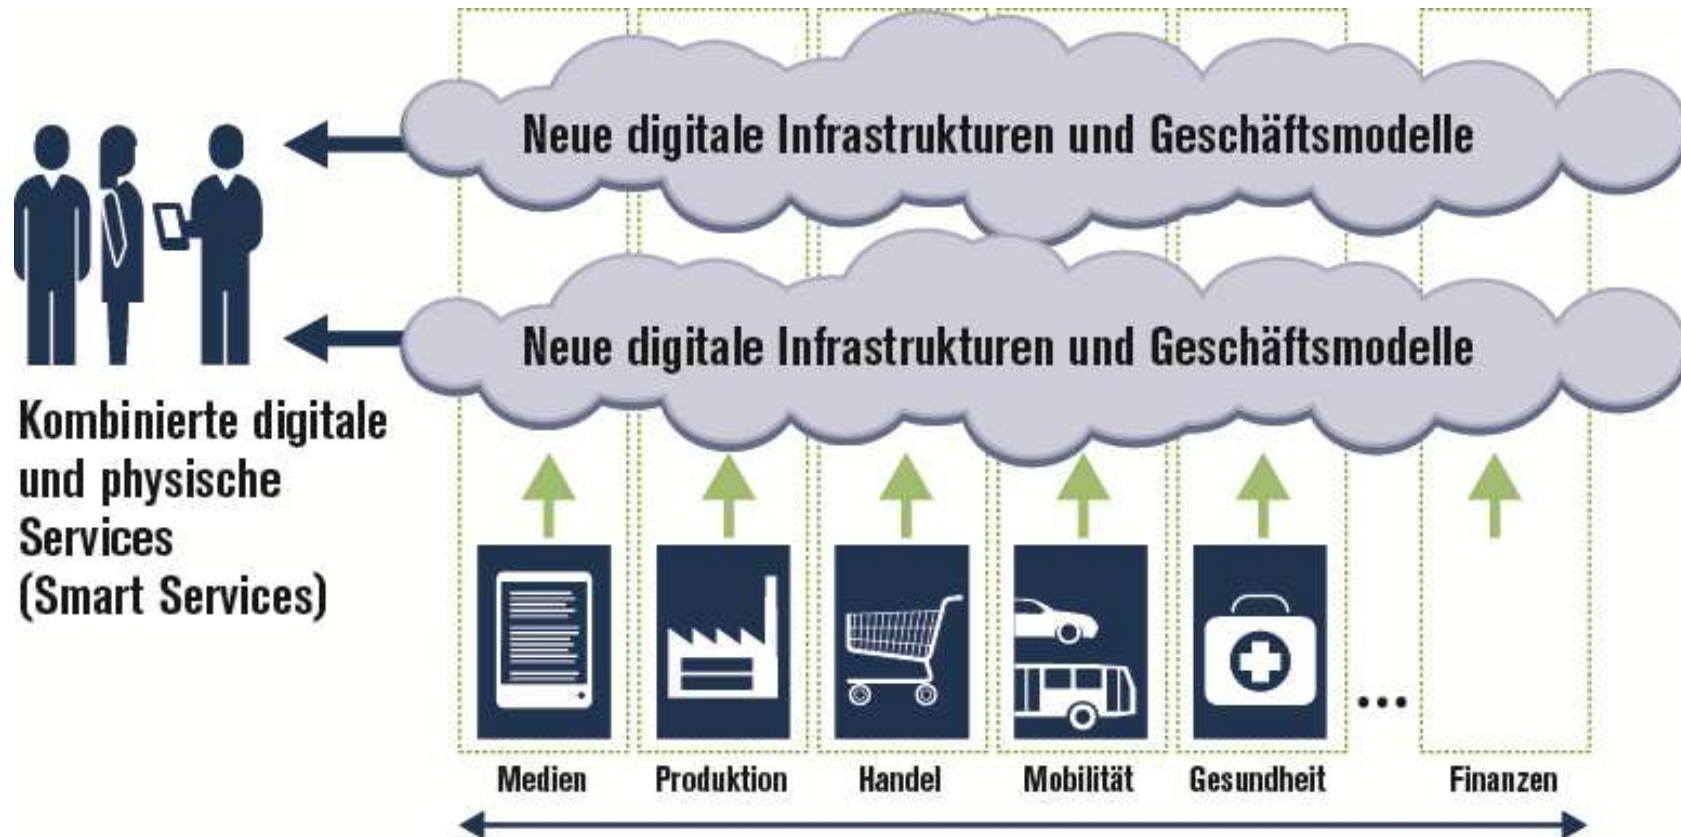 Neue digitale Infrastrukturen und Geschäftsmodelle
Neue digitale Infrastrukturen und Geschäftsmodelle
Kombinierte digitale
und physische
Services
(Smart Services)
...
Medien
Produktion
Handel
Mobilität
Gesundheit
Finanzen